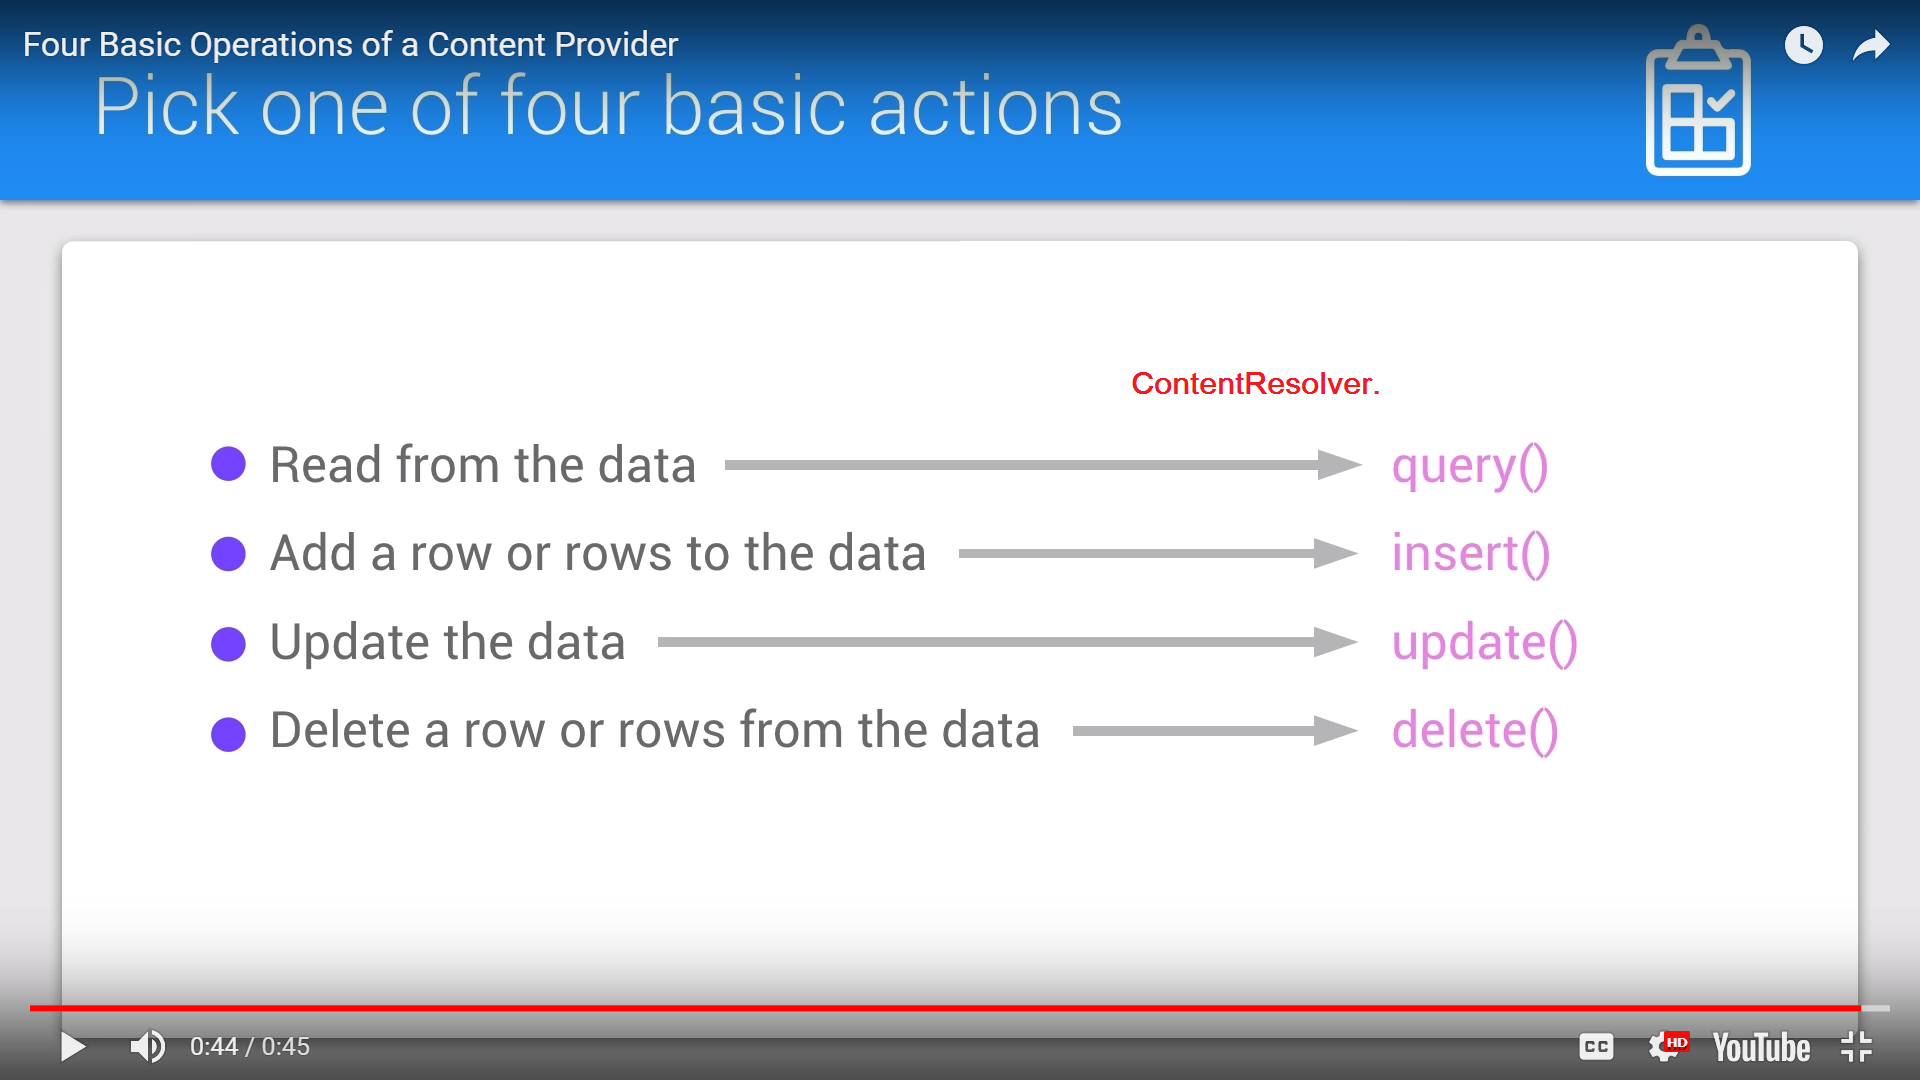 Four Basic Operations of a Content Provider
Pick one of four basic actions
ContentResolver.
Read from the data query()
Add a row or rows to the data insert()
Update the data update()
Delete a row or rows from the data delete()
0:44 / 0:45 CC HD YouTube